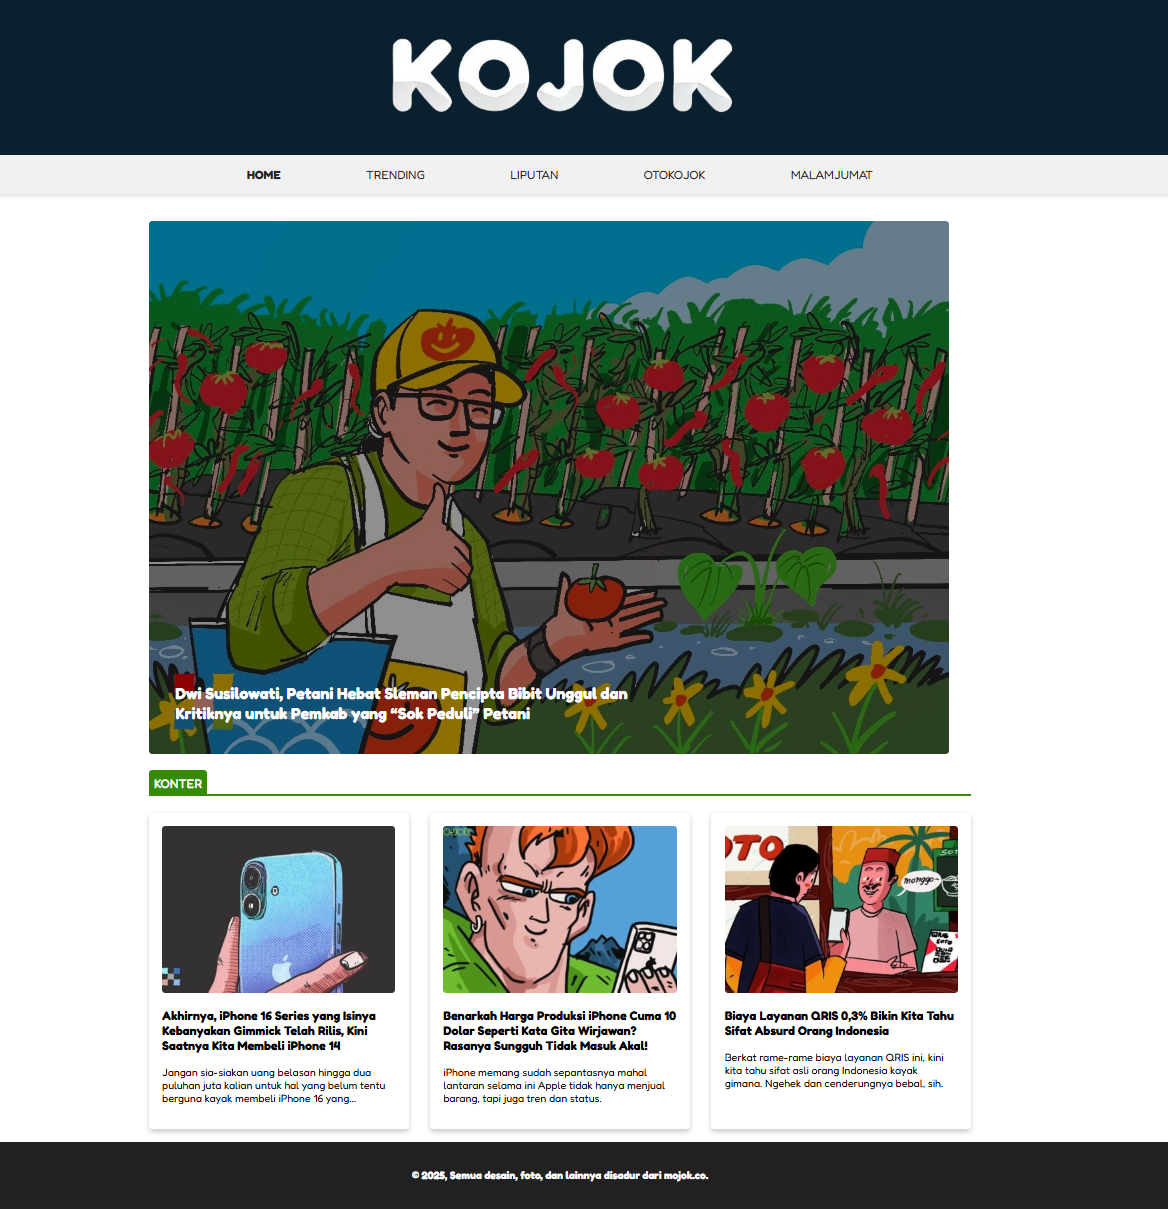 KOJOK
HOME
TRENDING
LIPUTAN
OTOKOJOK
MALAMJUMAT
Dwi Susilowati, Petani Hebat Sleman Pencipta Bibit Unggul dan
Kritiknya untuk Pemkab yang “Sok Peduli” Petani
KONTER
OTO
monggo~
SOT
QRIS
SOTO
Akhirnya, iPhone 16 Series yang Isinya
Kebanyakan Gimmick Telah Rilis, Kini
Saatnya Kita Membeli iPhone 14
Jangan sia-siakan uang belasan hingga dua
puluhan juta kalian untuk hal yang belum tentu
berguna kayak membeli iPhone 16 yang...
Benarkah Harga Produksi iPhone Cuma 10
Dolar Seperti Kata Gita Wirjawan?
Rasanya Sungguh Tidak Masuk Akal!
iPhone memang sudah sepantasnya mahal
lantaran selama ini Apple tidak hanya menjual
barang, tapi juga tren dan status.
Biaya Layanan QRIS 0,3% Bikin Kita Tahu
Sifat Absurd Orang Indonesia
Berkat rame-rame biaya layanan QRIS ini, kini
kita tahu sifat asli orang Indonesia kayak
gimana. Ngehek dan cenderungnya bebal, sih.
© 2025, Semua desain, foto, dan lainnya disadur dari mojok.co.